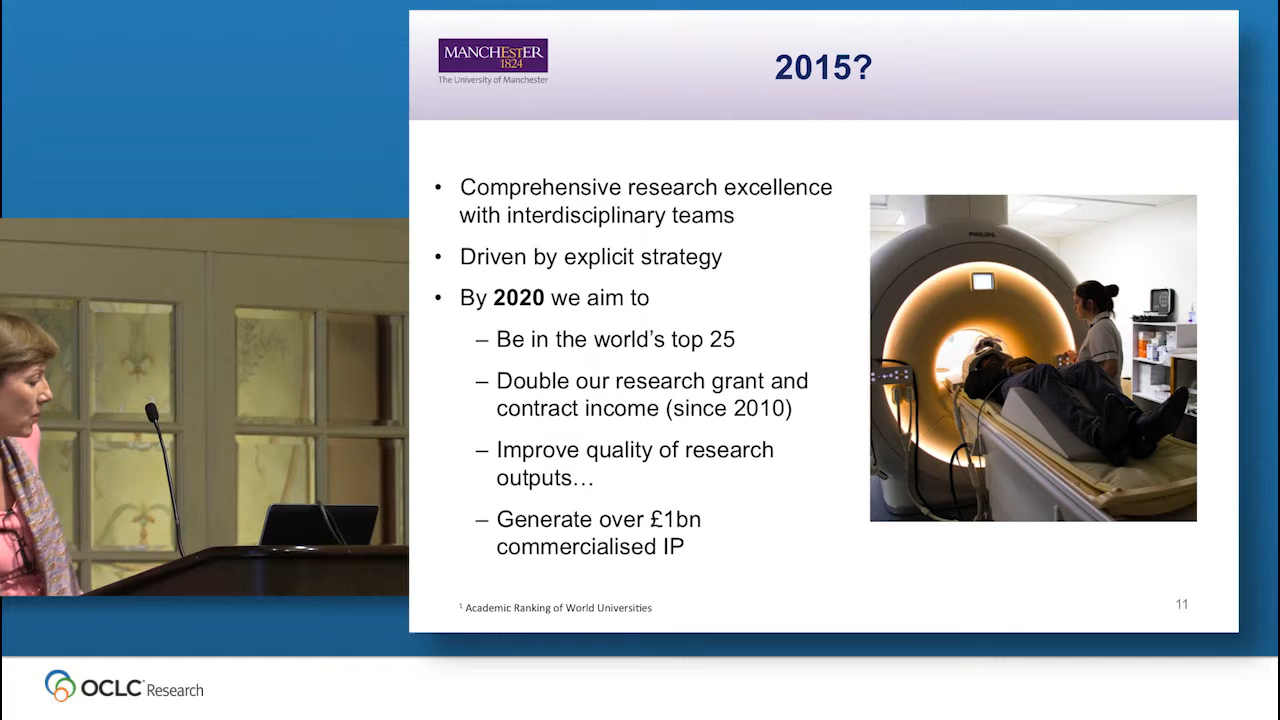 MANCHESTER
1824
The University of Manchester
2015?
• Comprehensive research excellence
with interdisciplinary teams
• Driven by explicit strategy
• By 2020 we aim to
– Be in the world's top 25
– Double our research grant and
contract income (since 2010)
– Improve quality of research
outputs…
– Generate over £1bn
commercialised IP
PHILIPS
1 Academic Ranking of World Universities
11
OCLC Research